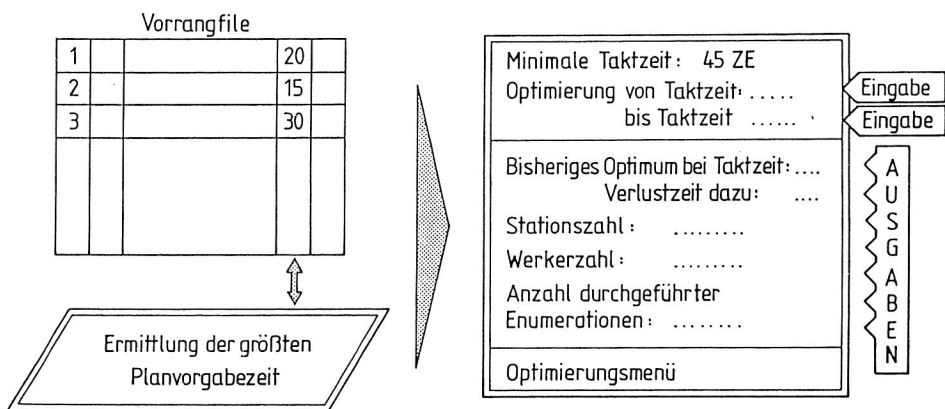 Vorrangfile
1 20
2 15
3 30
Ermittlung der größten
Planvorgabezeit
Minimale Taktzeit: 45 ZE
Optimierung von Taktzeit: .....
bis Taktzeit ......
Eingabe
Eingabe
Bisheriges Optimum bei Taktzeit: ....
Verlustzeit dazu: ....
Stationszahl: .........
Werkerzahl: .........
Anzahl durchgeführter
Enumerationen: .........
Optimierungsmenü
AUSGABEN